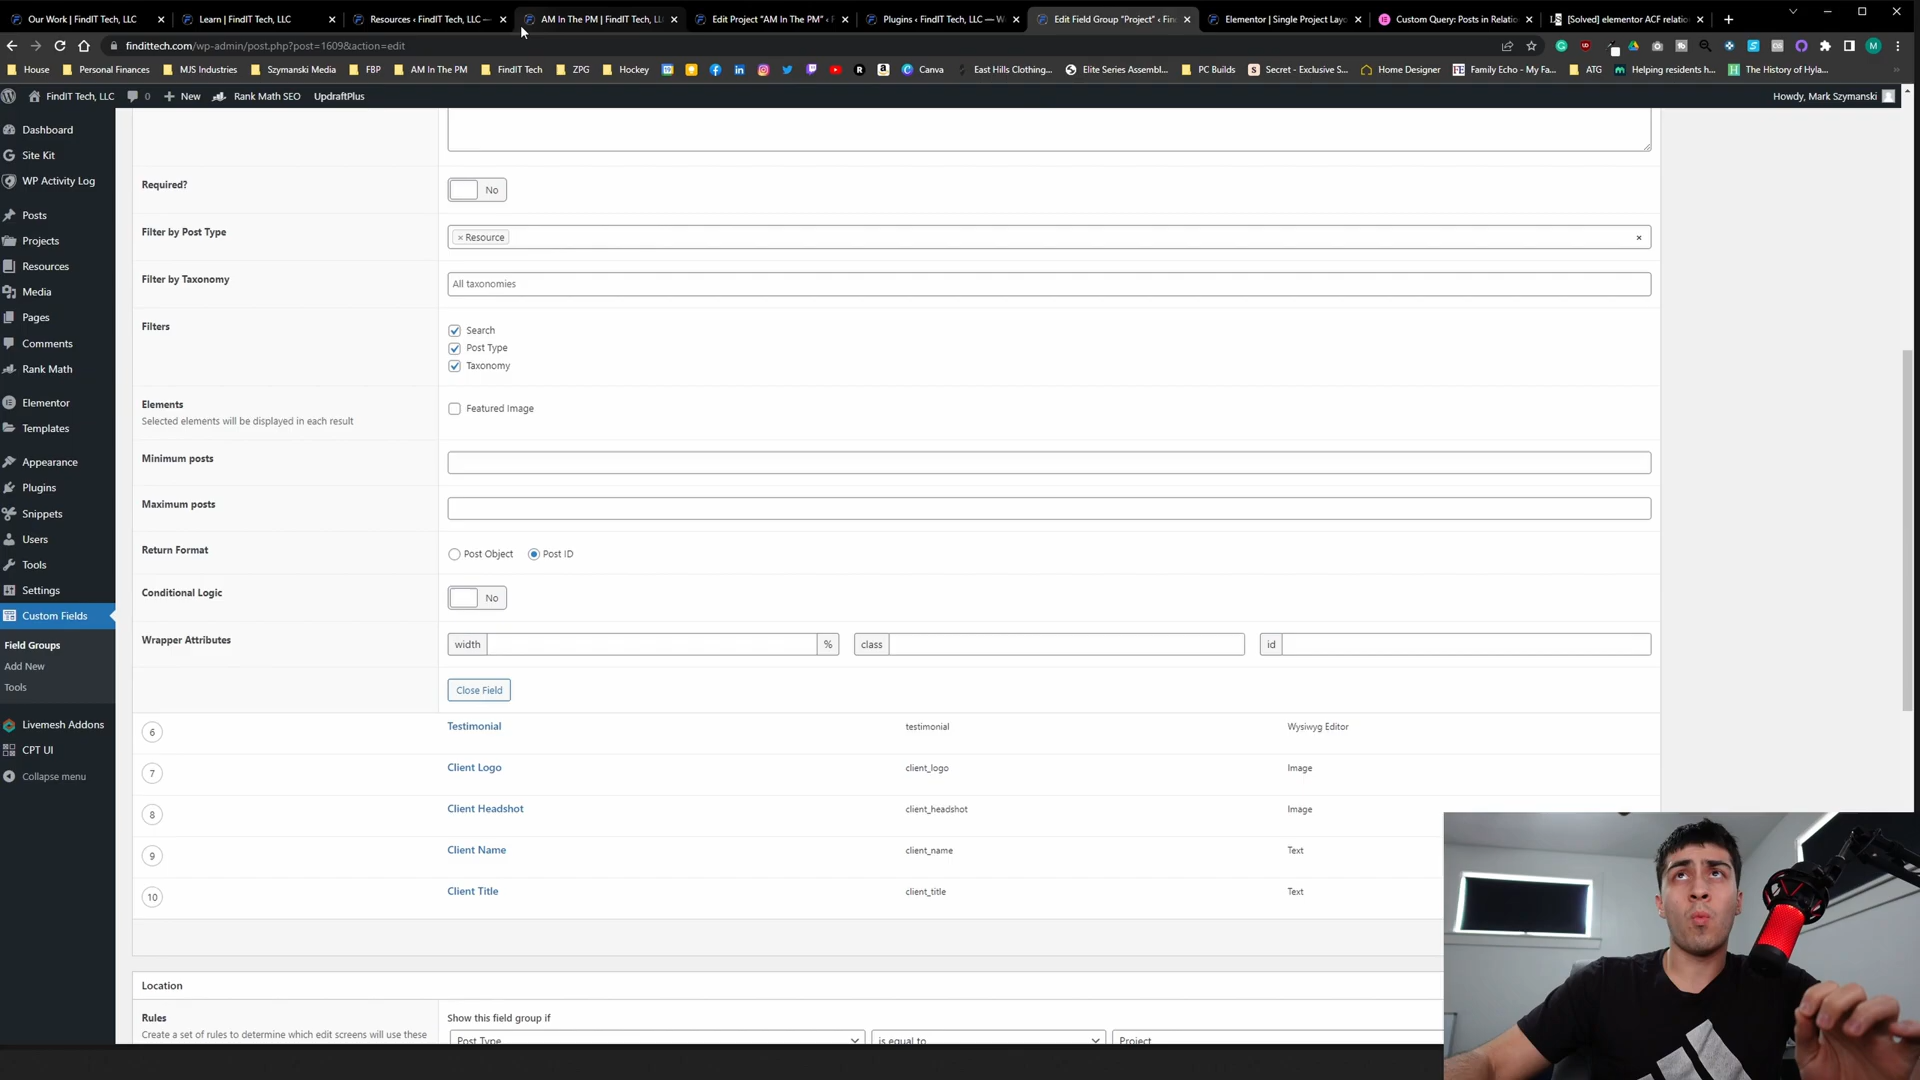 Our Work | FindIT Tech, LLC
Learn | FindIT Tech, LLC
Resources ‹ FindIT Tech, LLC —
AM In The PM | FindIT Tech, LL
Edit Project "AM In The PM" ‹ F
Plugins ‹ FindIT Tech, LLC — W
Edit Field Group "Project" ‹ Fin
Elementor | Single Project Layo
Custom Query: Posts in Relatio
[Solved] elementor ACF relatio
findittech.com/wp-admin/post.php?post=1609&action=edit
House
Personal Finances
MJS Industries
Szymanski Media
FBP
AM In The PM
FindIT Tech
ZPG
Hockey
Canva
East Hills Clothing...
Elite Series Assembl...
PC Builds
Secret - Exclusive S...
Home Designer
Family Echo - My Fa...
ATG
Helping residents h...
The History of Hyla...
FindIT Tech, LLC
0
New
Rank Math SEO
UpdraftPlus
Howdy, Mark Szymanski
Dashboard
Site Kit
WP Activity Log
Posts
Projects
Resources
Media
Pages
Comments
Rank Math
Elementor
Templates
Appearance
Plugins
Snippets
Users
Tools
Settings
Custom Fields
Field Groups
Add New
Tools
Livemesh Addons
CPT UI
Collapse menu
Required?
No
Filter by Post Type
× Resource
×
Filter by Taxonomy
All taxonomies
Filters
Search
Post Type
Taxonomy
Elements
Selected elements will be displayed in each result
Featured Image
Minimum posts
Maximum posts
Return Format
Post Object
Post ID
Conditional Logic
No
Wrapper Attributes
width
%
class
id
Close Field
6
Testimonial
testimonial
Wysiwyg Editor
7
Client Logo
client_logo
Image
8
Client Headshot
client_headshot
Image
9
Client Name
client_name
Text
10
Client Title
client_title
Text
Location
Rules
Create a set of rules to determine which edit screens will use these
Show this field group if
Post Type
is equal to
Project